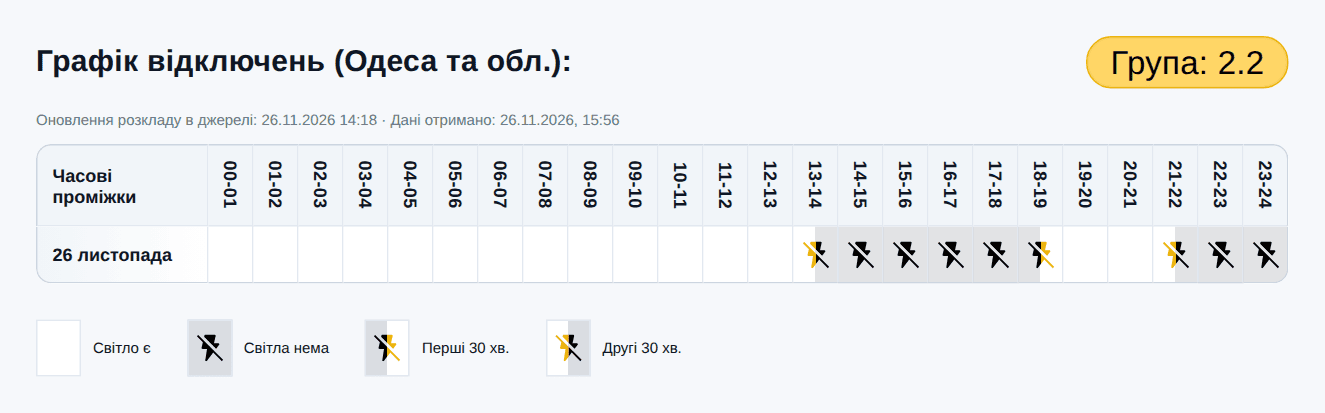 Графік відключень (Одеса та обл.):
Група: 2.2
Оновлення розкладу в джерелі: 26.11.2026 14:18 · Дані отримано: 26.11.2026, 15:56
Часові
проміжки
00-01
01-02
02-03
03-04
04-05
05-06
06-07
07-08
08-09
09-10
10-11
11-12
12-13
13-14
14-15
15-16
16-17
17-18
18-19
19-20
20-21
21-22
22-23
23-24
26 листопада
Світло є
Світла нема
Перші 30 хв.
Другі 30 хв.